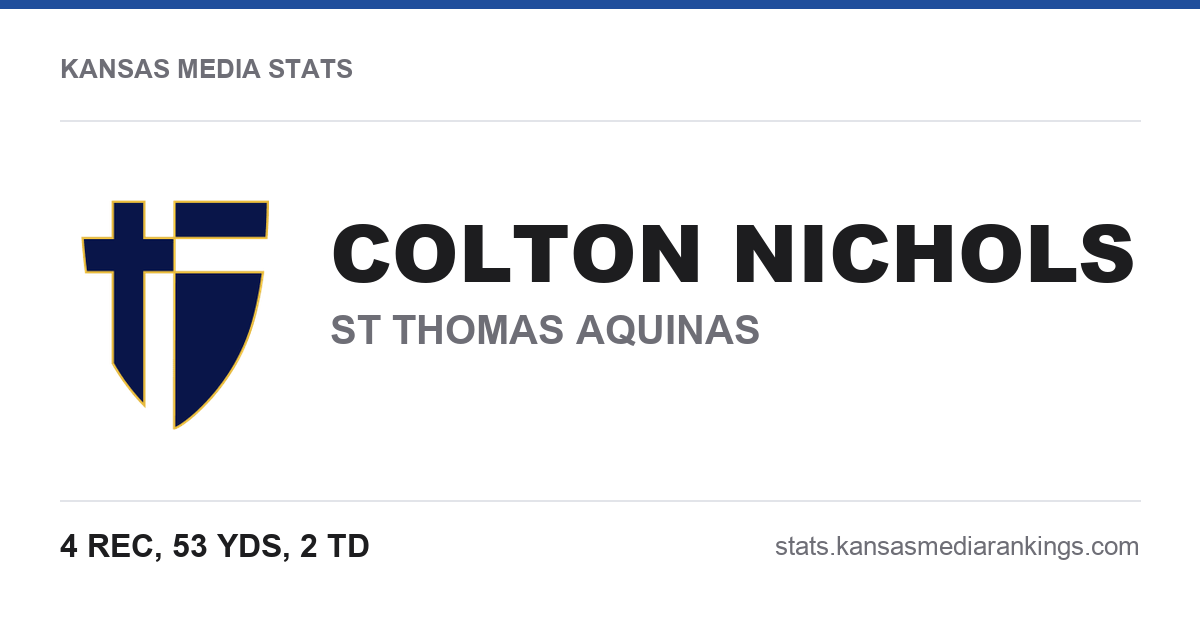 KANSAS MEDIA STATS
COLTON NICHOLS
ST THOMAS AQUINAS
4 REC, 53 YDS, 2 TD
stats.kansasmediarankings.com